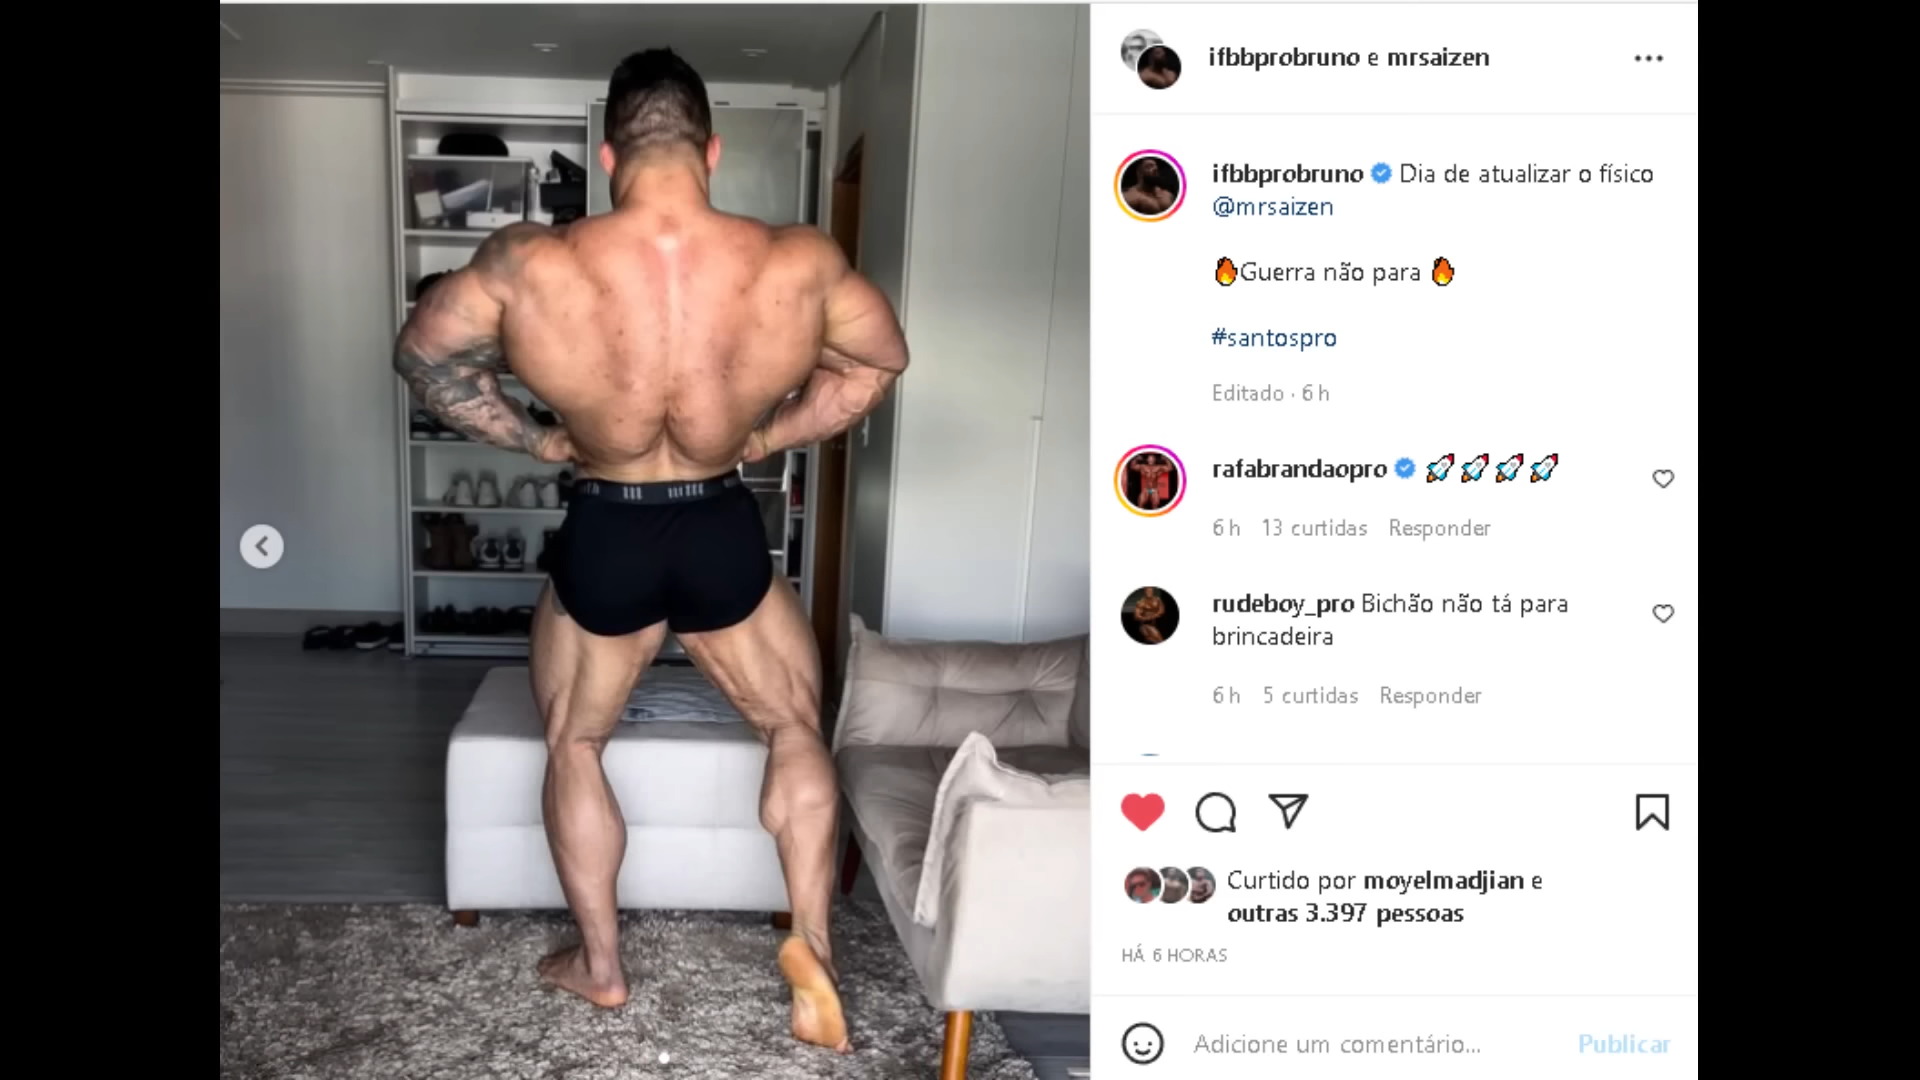 ifbbprobruno e mrsaizen
ifbbprobruno Dia de atualizar o físico
@mrsaizen
🔥Guerra não para 🔥
#santospro
Editado · 6 h
rafabrandaopro 🚀🚀🚀🚀
6 h 13 curtidas Responder
rudeboy_pro Bichão não tá para
brincadeira
6 h 5 curtidas Responder
Curtido por moyelmadjian e
outras 3.397 pessoas
HÁ 6 HORAS
Adicione um comentário... Publicar